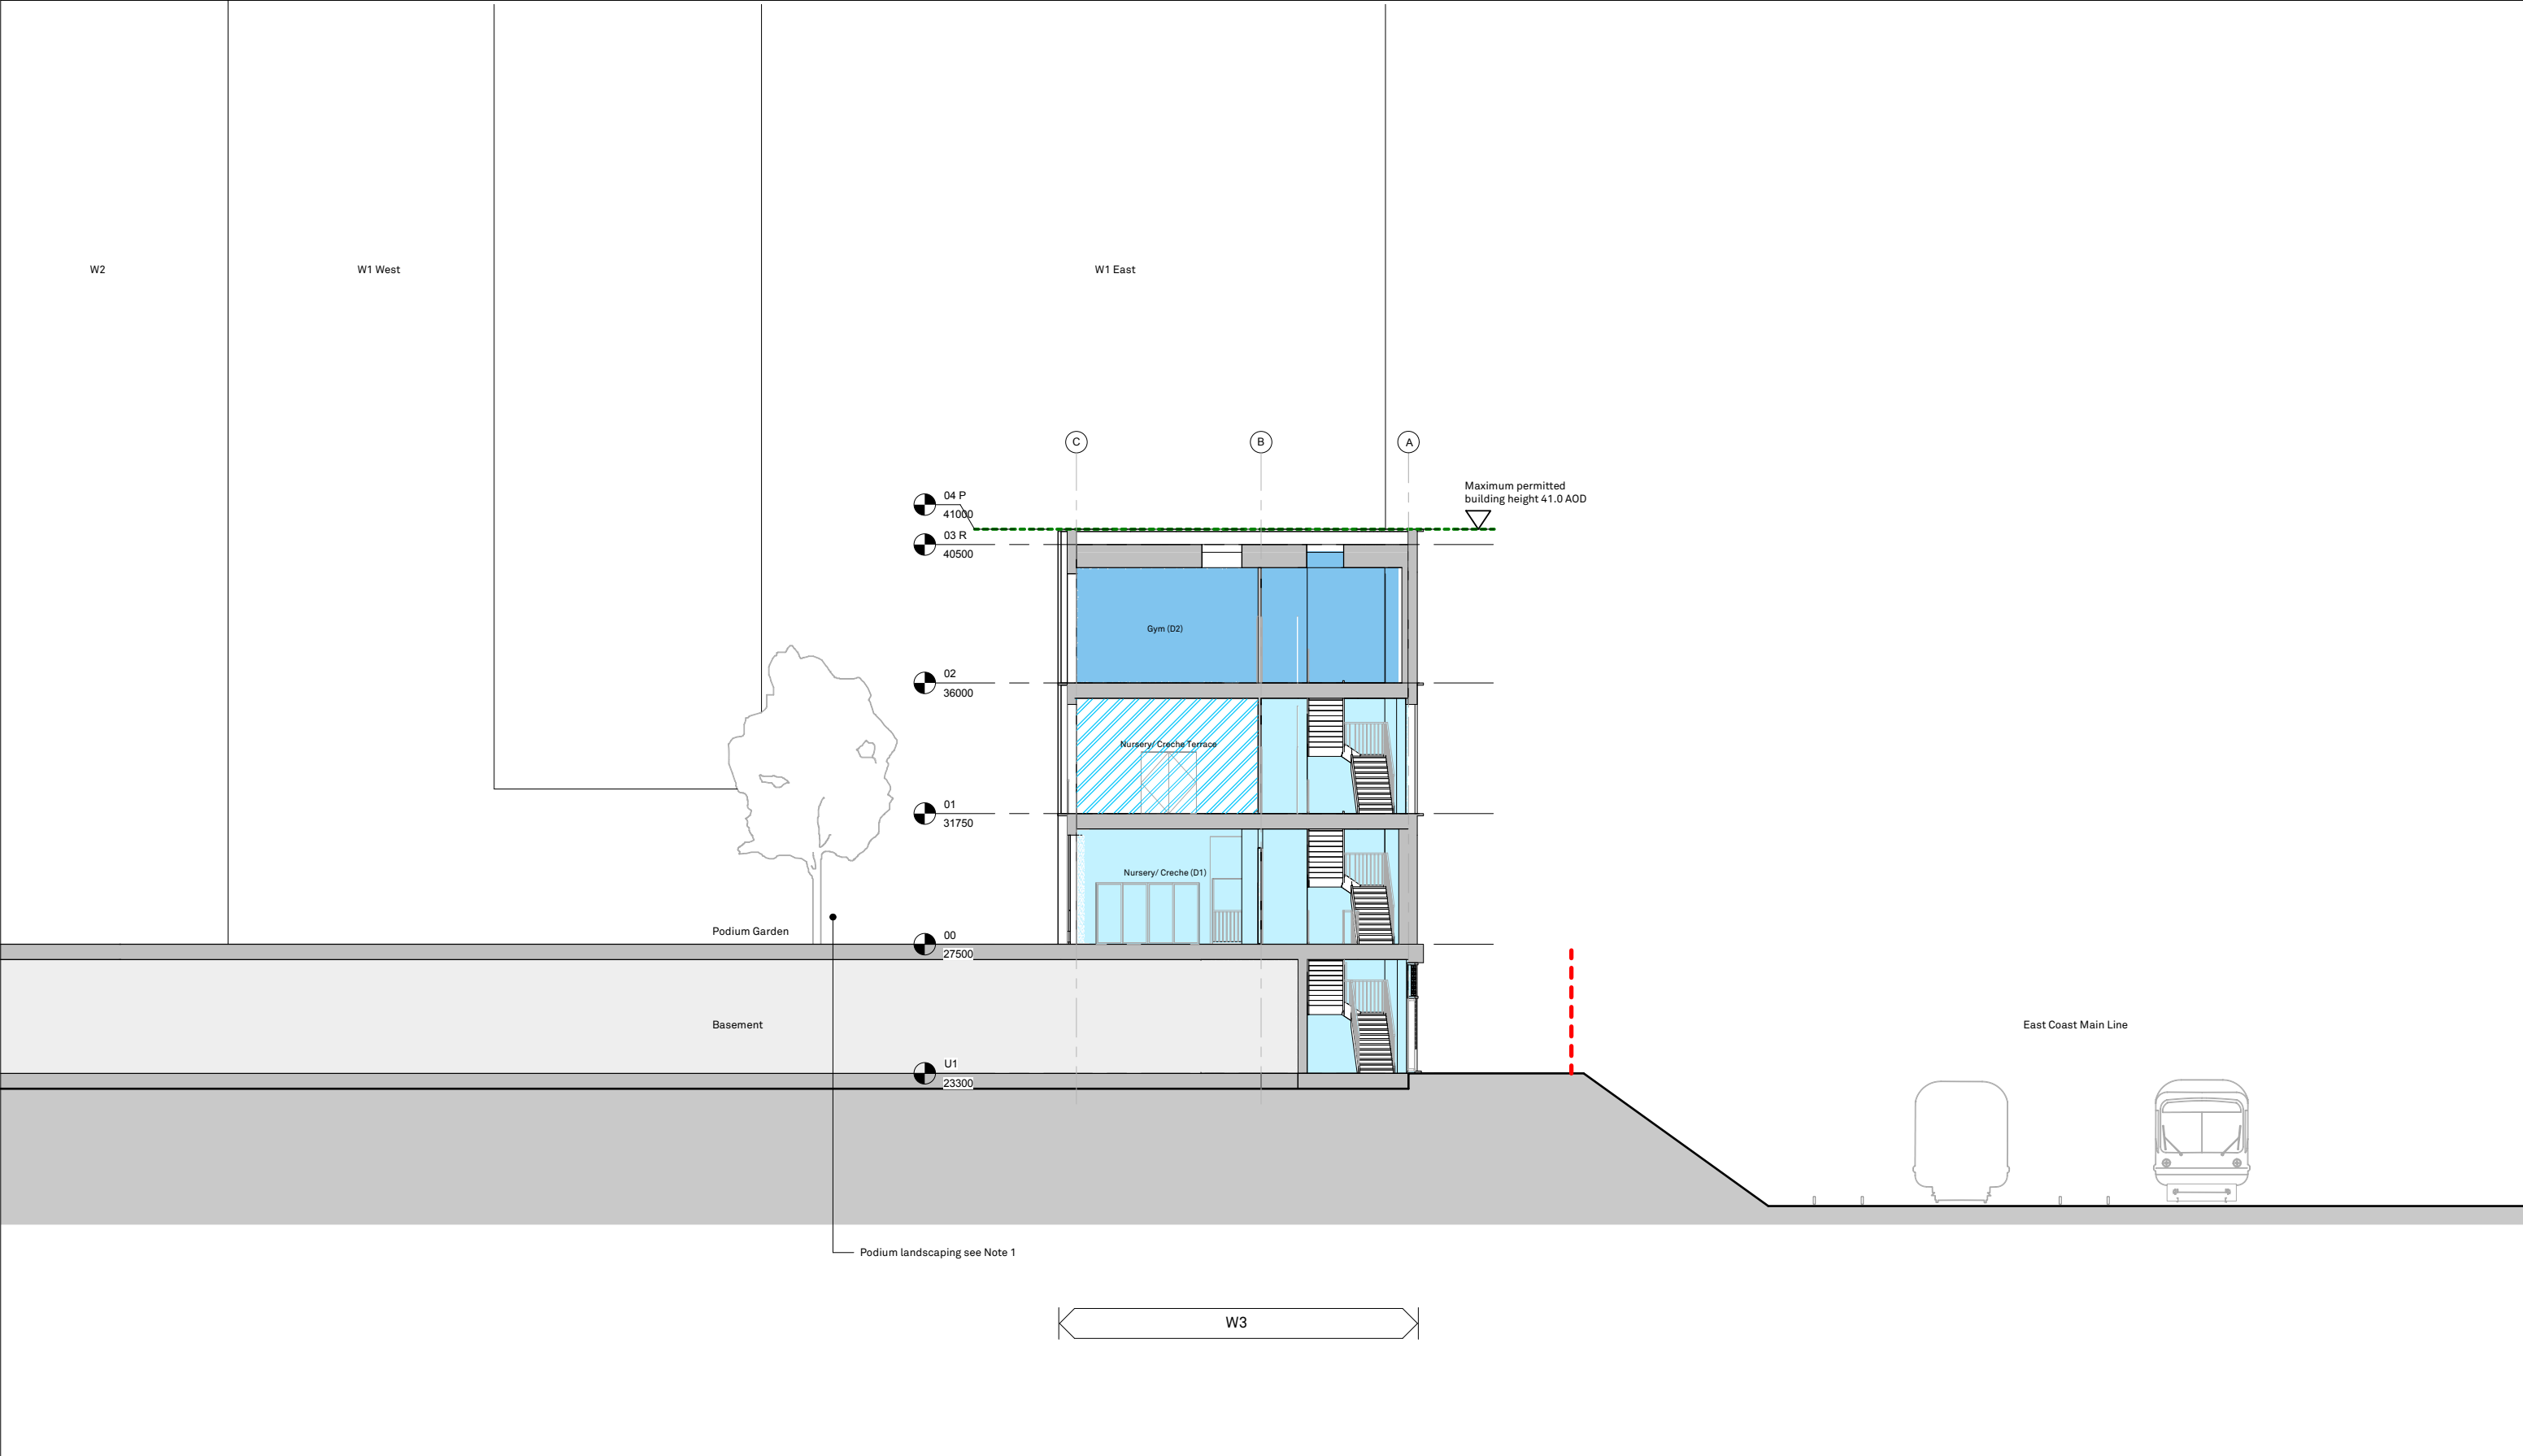 W2
W1 West
W1 East
C
B
A
Maximum permitted
building height 41.0 AOD
04 P
41000
03 R
40500
Gym (D2)
02
36000
Nursery/ Creche Terrace
01
31750
Nursery/ Creche (D1)
Podium Garden
00
27500
Basement
East Coast Main Line
U1
23300
Podium landscaping see Note 1
W3